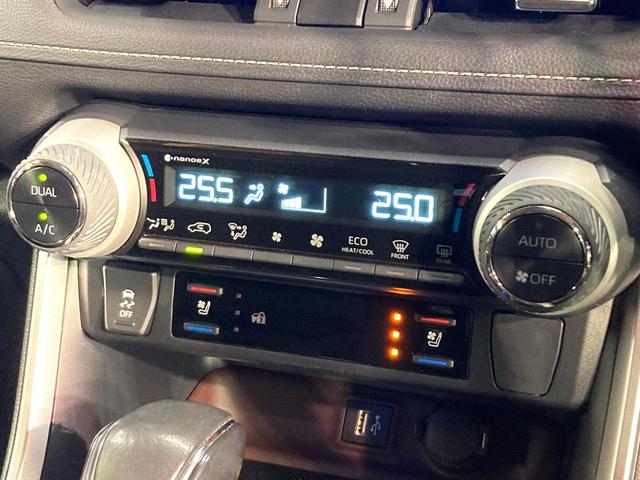 nanoeX
DUAL
A/C
25.5
25.0
ECO
HEAT/COOL
FRONT
REAR
AUTO
OFF
OFF